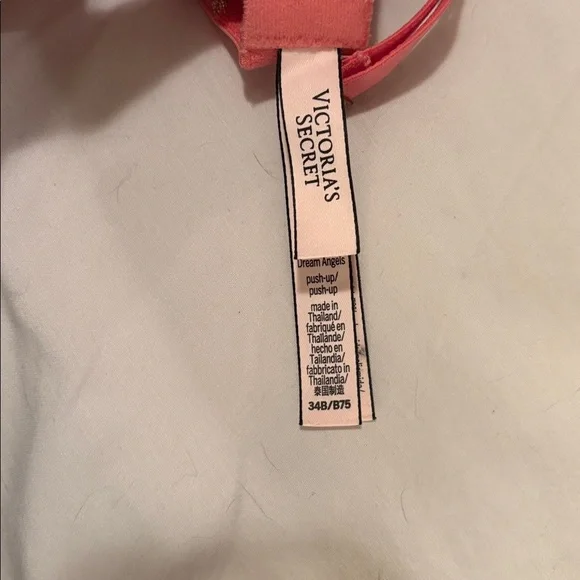 VICTORIA'S
SECRET
Dream Angels
push-up/
push-up
made in
Thailand/
fabriqué en
Thaïlande/
hecho en
Tailandia/
fabbricato in
Thailandia/
泰国制造
34B/B75